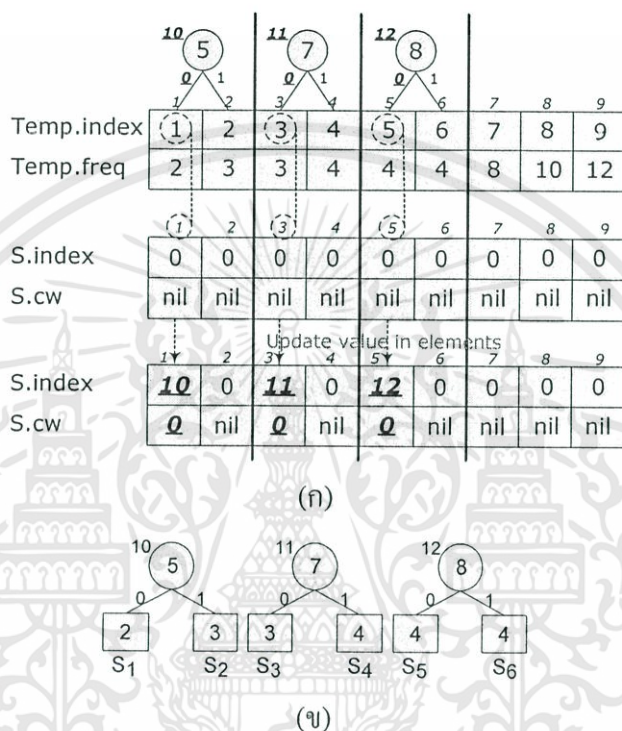 10 11 12
5 7 8
0 1 0 1 0 1
1 2 3 4 5 6 7 8 9
Temp.index 1 2 3 4 5 6 7 8 9
Temp.freq 2 3 3 4 4 4 8 10 12
1 2 3 4 5 6 7 8 9
S.index 0 0 0 0 0 0 0 0 0
S.cw nil nil nil nil nil nil nil nil nil
Update value in elements
1 2 3 4 5 6 7 8 9
S.index 10 0 11 0 12 0 0 0 0
S.cw 0 nil 0 nil 0 nil nil nil nil
(ก)
10 11 12
5 7 8
0 1 0 1 0 1
2 3 3 4 4 4
S1 S2 S3 S4 S5 S6
(ข)